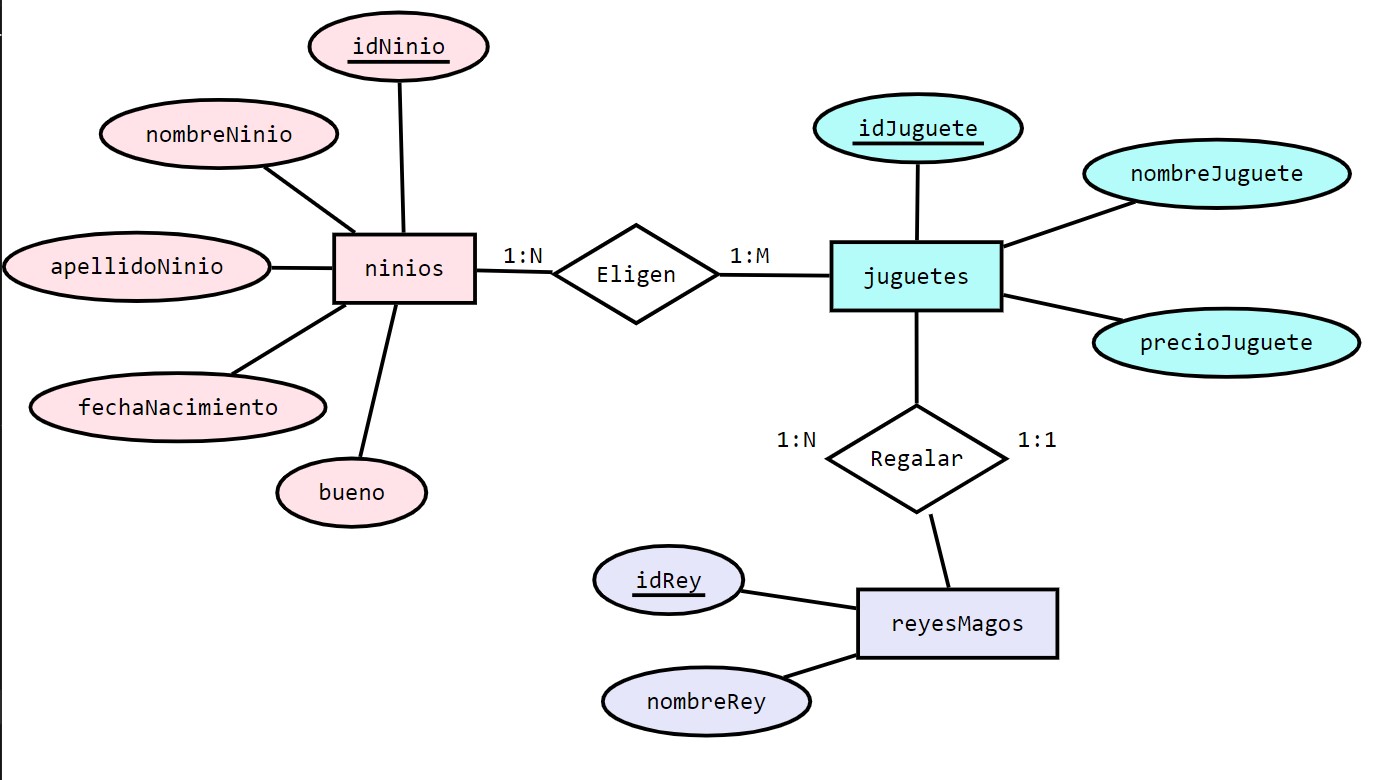 idNinio
nombreNinio
idJuguete
nombreJuguete
apellidoNinio
ninios
1:N
Eligen
1:M
juguetes
precioJuguete
fechaNacimiento
bueno
1:N
Regalar
1:1
idRey
reyesMagos
nombreRey